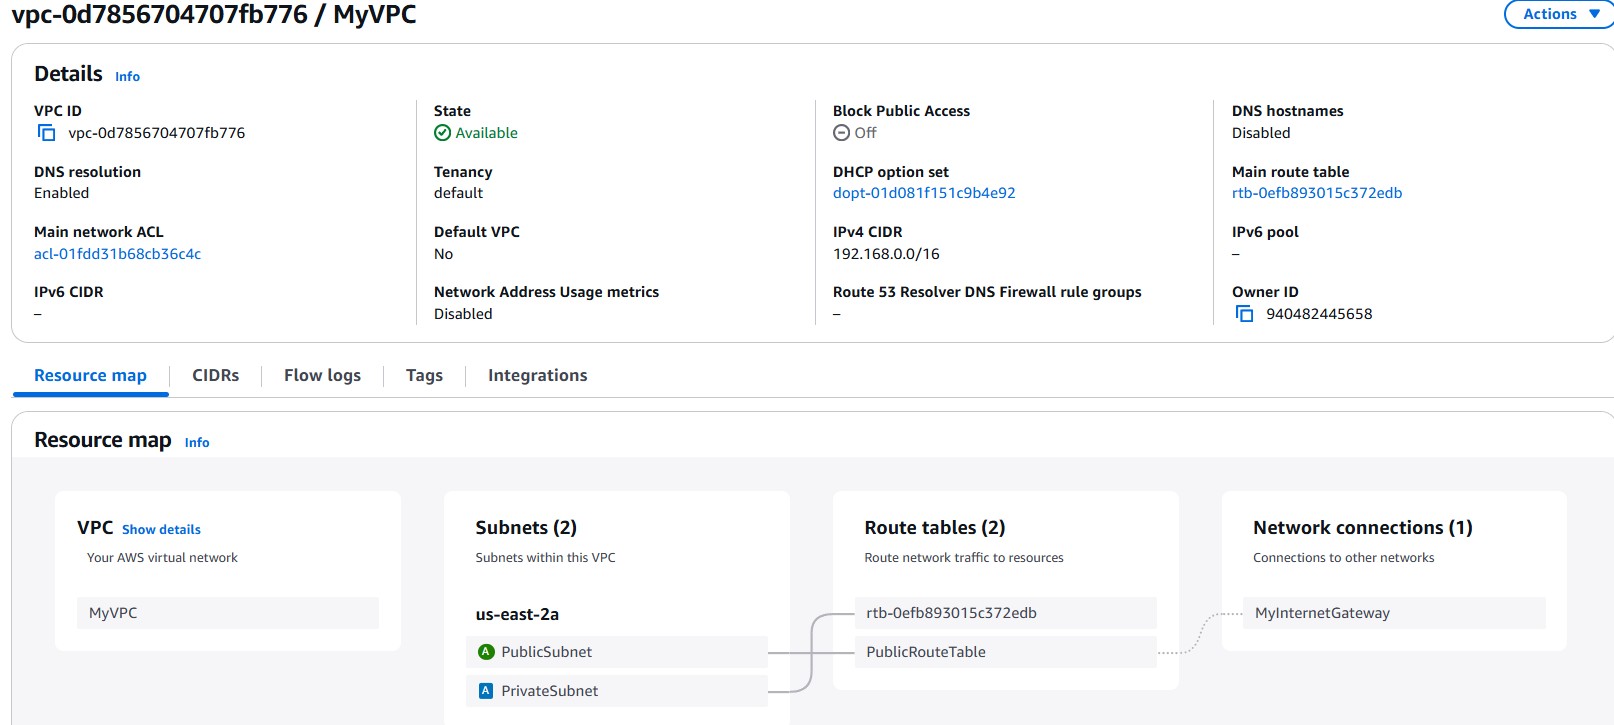 vpc-0d7856704707fb776 / MyVPC
Actions
Details Info
VPC ID
vpc-0d7856704707fb776
State
Available
Block Public Access
Off
DNS hostnames
Disabled
DNS resolution
Enabled
Tenancy
default
DHCP option set
dopt-01d081f151c9b4e92
Main route table
rtb-0efb893015c372edb
Main network ACL
acl-01fdd31b68cb36c4c
Default VPC
No
IPv4 CIDR
192.168.0.0/16
IPv6 pool
–
IPv6 CIDR
–
Network Address Usage metrics
Disabled
Route 53 Resolver DNS Firewall rule groups
–
Owner ID
940482445658
Resource map
CIDRs
Flow logs
Tags
Integrations
Resource map Info
VPC Show details
Your AWS virtual network
MyVPC
Subnets (2)
Subnets within this VPC
us-east-2a
A PublicSubnet
A PrivateSubnet
Route tables (2)
Route network traffic to resources
rtb-0efb893015c372edb
PublicRouteTable
Network connections (1)
Connections to other networks
MyInternetGateway